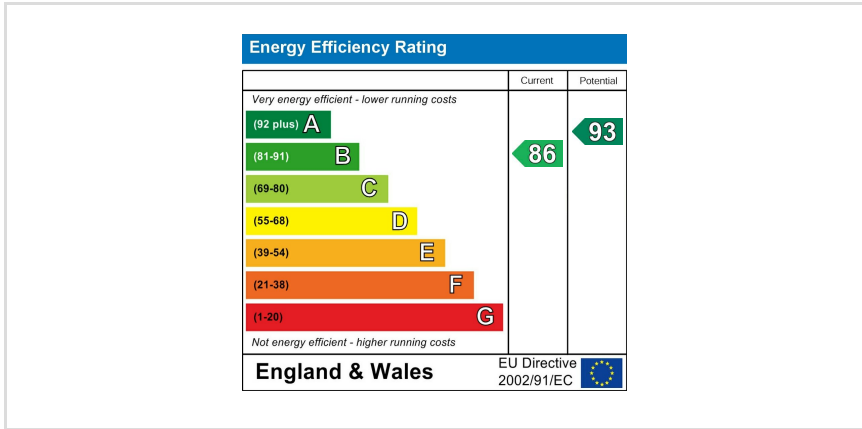 Energy Efficiency Rating
Current Potential
Very energy efficient - lower running costs
(92 plus) A
93
(81-91) B
86
(69-80) C
(55-68) D
(39-54) E
(21-38) F
(1-20) G
Not energy efficient - higher running costs
England & Wales
EU Directive
2002/91/EC